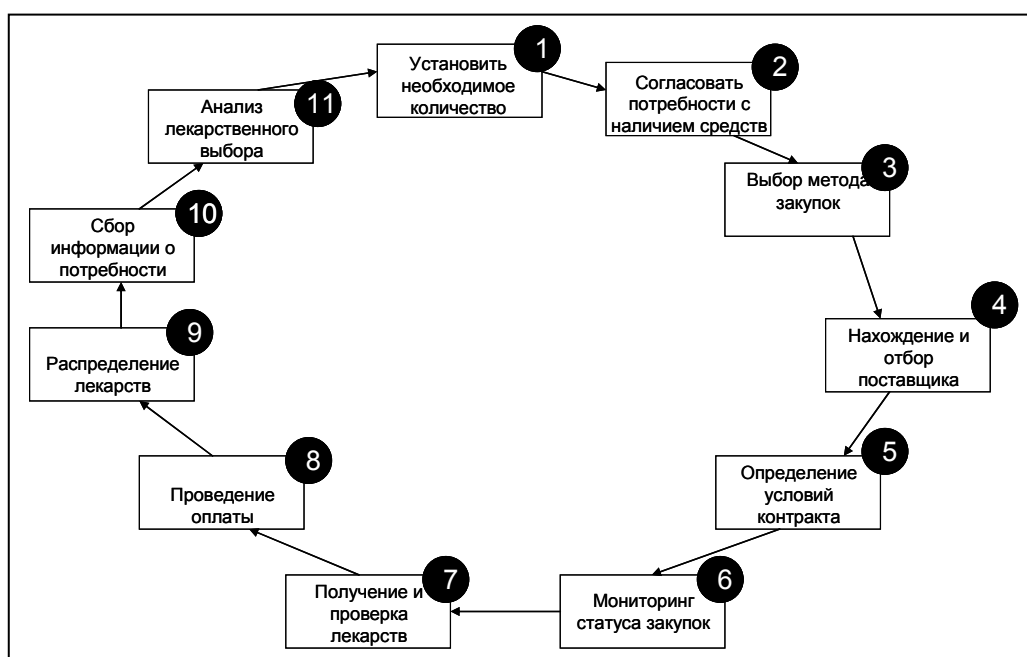 1
Установить
необходимое
количество
2
Согласовать
потребности с
наличием средств
3
Выбор метода
закупок
4
Нахождение и
отбор
поставщика
5
Определение
условий
контракта
6
Мониторинг
статуса закупок
7
Получение и
проверка
лекарств
8
Проведение
оплаты
9
Распределение
лекарств
10
Сбор
информации о
потребности
11
Анализ
лекарственного
выбора